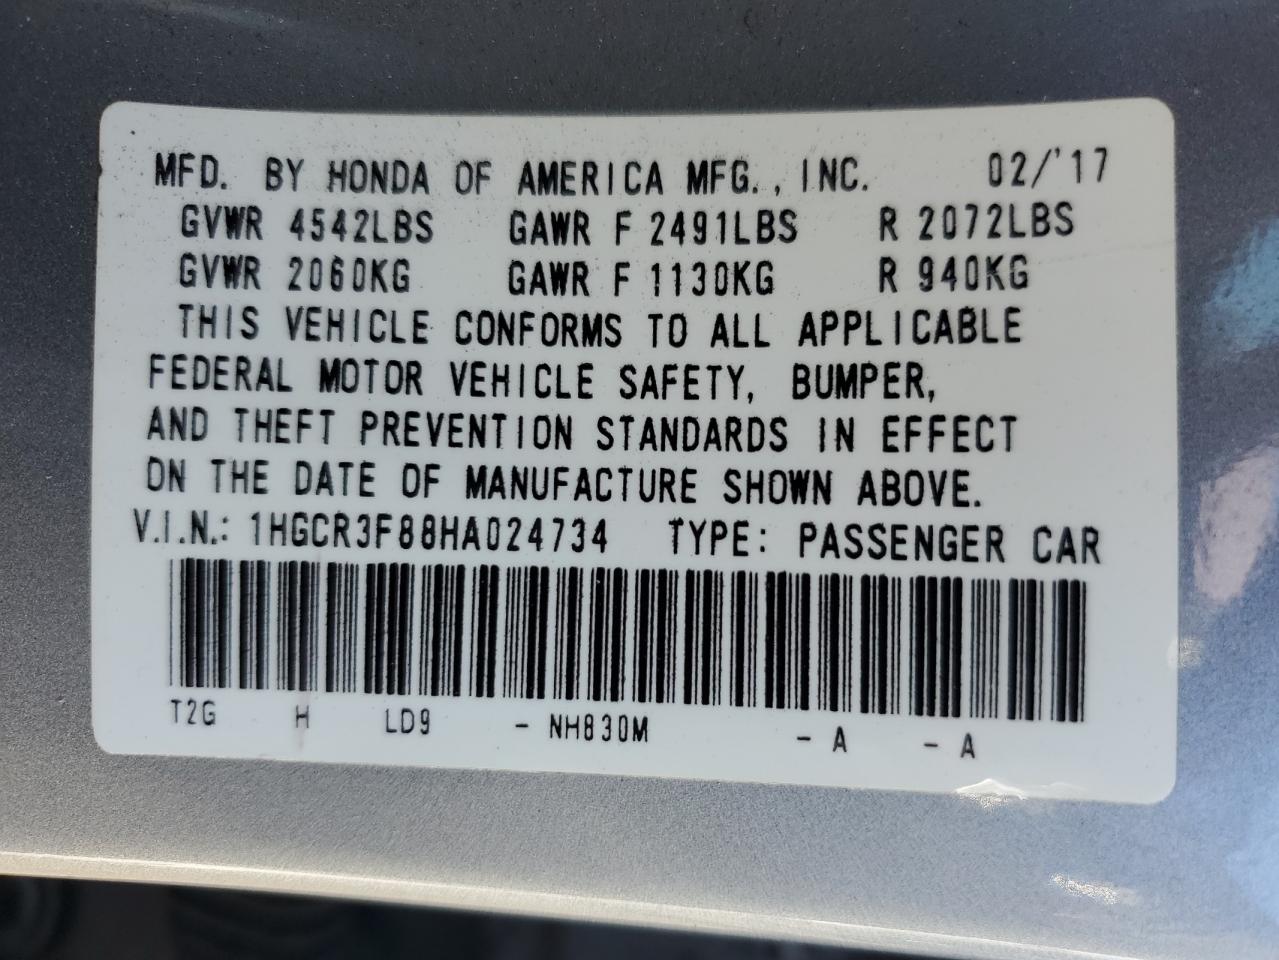 MFD. BY HONDA OF AMERICA MFG., INC. 02/'17
GVWR 4542LBS GAWR F 2491LBS R 2072LBS
GVWR 2060KG GAWR F 1130KG R 940KG
THIS VEHICLE CONFORMS TO ALL APPLICABLE
FEDERAL MOTOR VEHICLE SAFETY, BUMPER,
AND THEFT PREVENTION STANDARDS IN EFFECT
ON THE DATE OF MANUFACTURE SHOWN ABOVE.
V.I.N.: 1HGCR3F88HA024734 TYPE: PASSENGER CAR
T2G H LD9 - NH830M - A - A